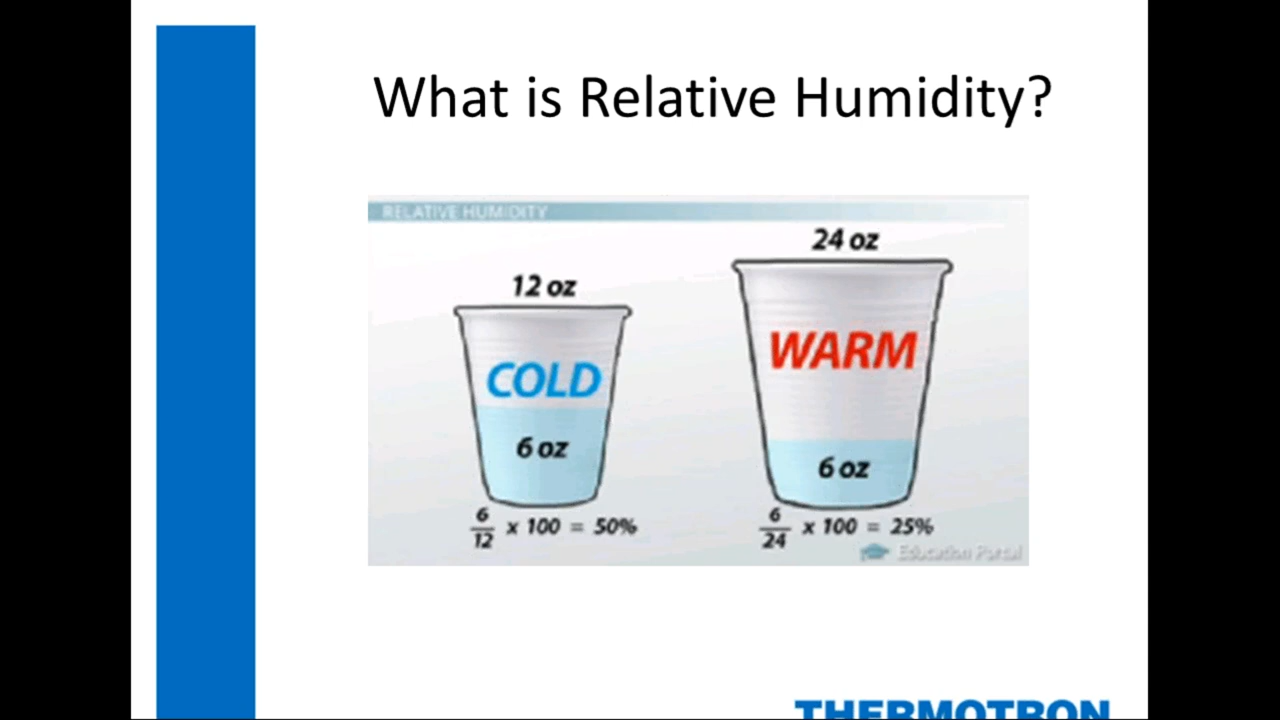 What is Relative Humidity?
RELATIVE HUMIDITY
24 oz
12 oz
WARM
COLD
6 oz
6 oz
6/12 x 100 = 50%
6/24 x 100 = 25%
Education Portal
THERMOTRON